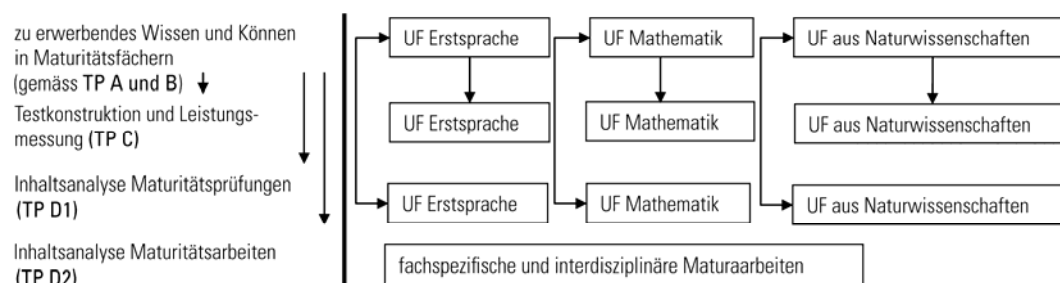 zu erwerbendes Wissen und Können
in Maturitätsfächern
(gemäss TP A und B)
UF Erstsprache
UF Mathematik
UF aus Naturwissenschaften
Testkonstruktion und Leistungs-
messung (TP C)
UF Erstsprache
UF Mathematik
UF aus Naturwissenschaften
Inhaltsanalyse Maturitätsprüfungen
(TP D1)
UF Erstsprache
UF Mathematik
UF aus Naturwissenschaften
Inhaltsanalyse Maturitätsarbeiten
(TP D2)
fachspezifische und interdisziplinäre Maturaarbeiten